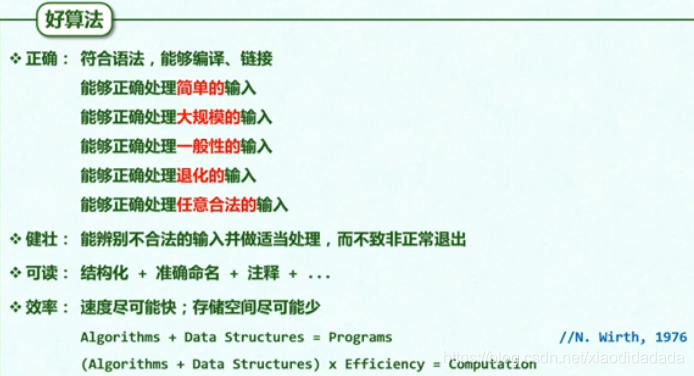 好算法
❖ 正确： 符合语法，能够编译、链接
能够正确处理简单的输入
能够正确处理大规模的输入
能够正确处理一般性的输入
能够正确处理退化的输入
能够正确处理任意合法的输入
❖ 健壮： 能辨别不合法的输入并做适当处理，而不致非正常退出
❖ 可读： 结构化 + 准确命名 + 注释 + ...
❖ 效率： 速度尽可能快；存储空间尽可能少
Algorithms + Data Structures = Programs //N. Wirth, 1976
(Algorithms + Data Structures) x Efficiency = Computation
https://blog.csdn.net/xiaodidadada